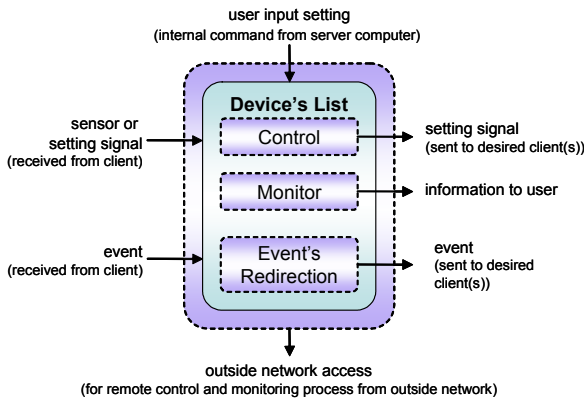 user input setting
(internal command from server computer)
Device's List
sensor or
setting signal
(received from client)
Control
setting signal
(sent to desired client(s))
Monitor
information to user
event
(received from client)
Event's
Redirection
event
(sent to desired
client(s))
outside network access
(for remote control and monitoring process from outside network)